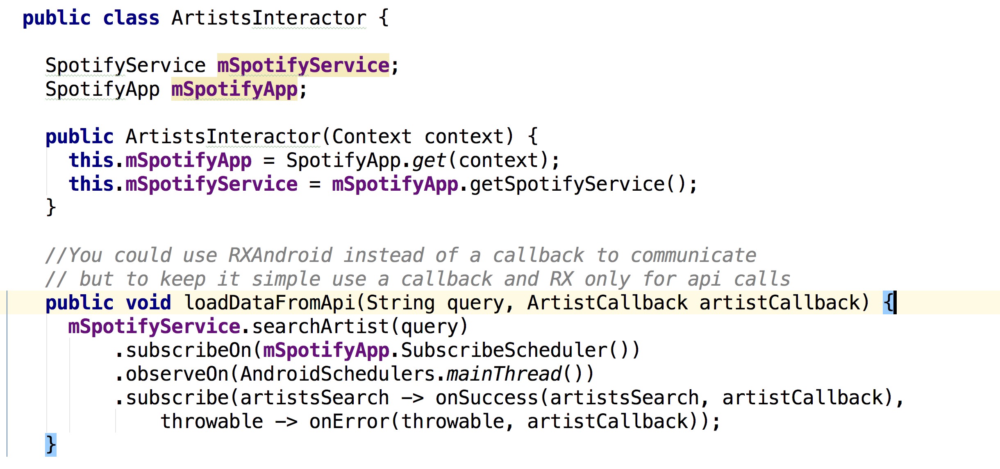 public class ArtistsInteractor {
SpotifyService mSpotifyService;
SpotifyApp mSpotifyApp;
public ArtistsInteractor(Context context) {
this.mSpotifyApp = SpotifyApp.get(context);
this.mSpotifyService = mSpotifyApp.getSpotifyService();
}
//You could use RXAndroid instead of a callback to communicate
// but to keep it simple use a callback and RX only for api calls
public void loadDataFromApi(String query, ArtistCallback artistCallback) {
mSpotifyService.searchArtist(query)
.subscribeOn(mSpotifyApp.SubscribeScheduler())
.observeOn(AndroidSchedulers.mainThread())
.subscribe(artistsSearch -> onSuccess(artistsSearch, artistCallback),
throwable -> onError(throwable, artistCallback));
}